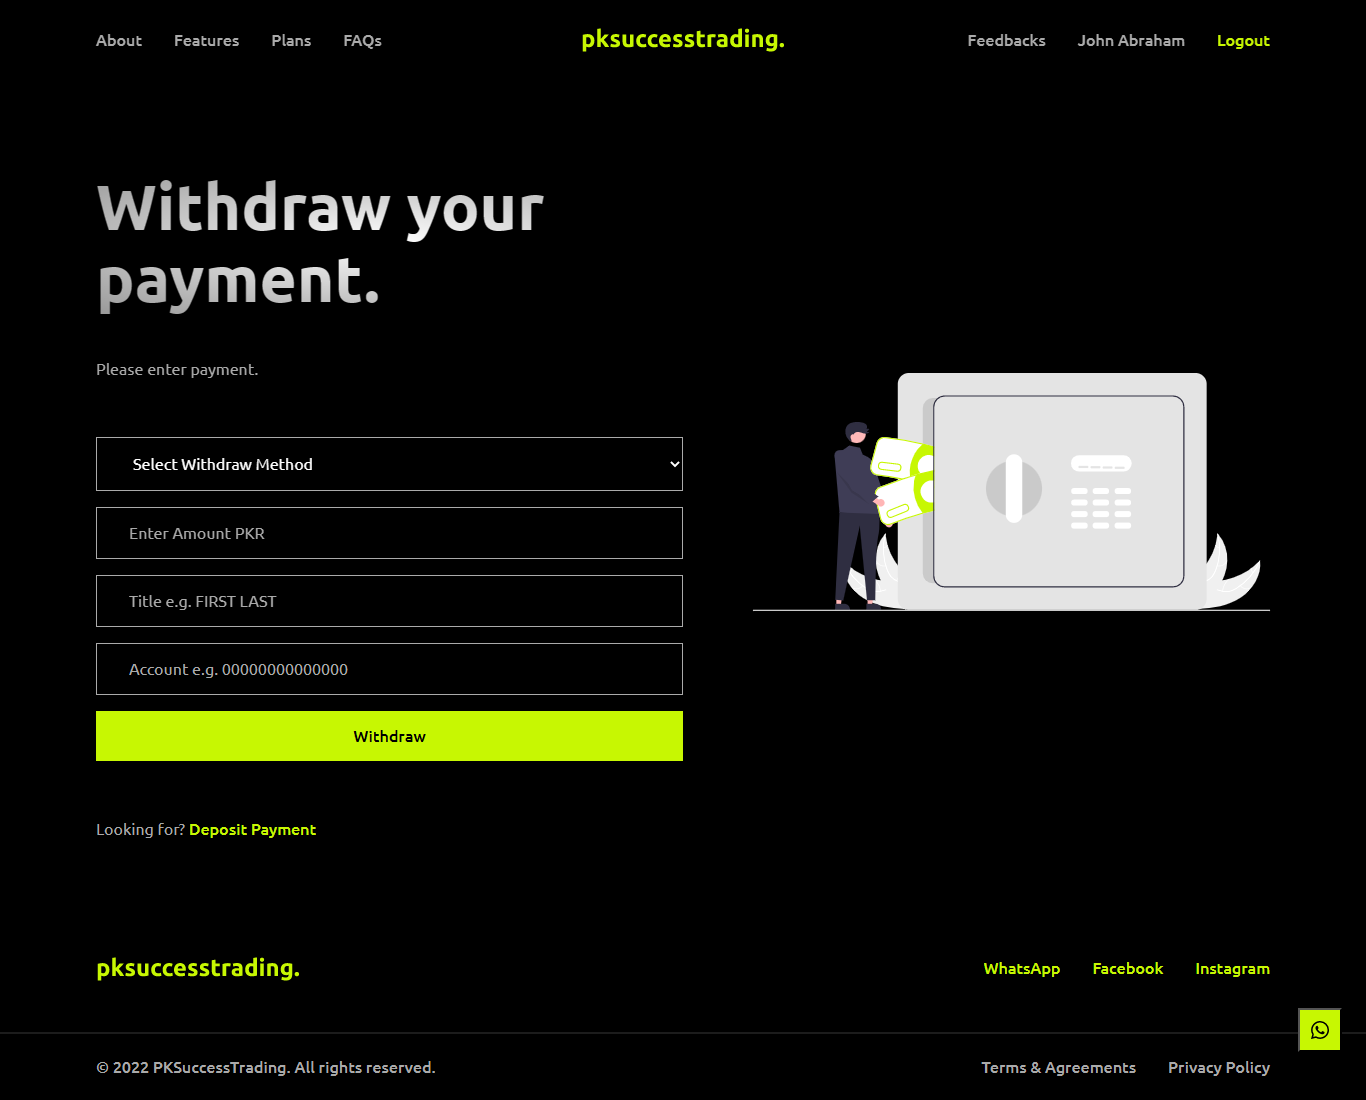 About Features Plans FAQs pksuccesstrading. Feedbacks John Abraham Logout
Withdraw your
payment.
Please enter payment.
Select Withdraw Method
Enter Amount PKR
Title e.g. FIRST LAST
Account e.g. 00000000000000
Withdraw
Looking for? Deposit Payment
pksuccesstrading. WhatsApp Facebook Instagram
© 2022 PKSuccessTrading. All rights reserved. Terms & Agreements Privacy Policy